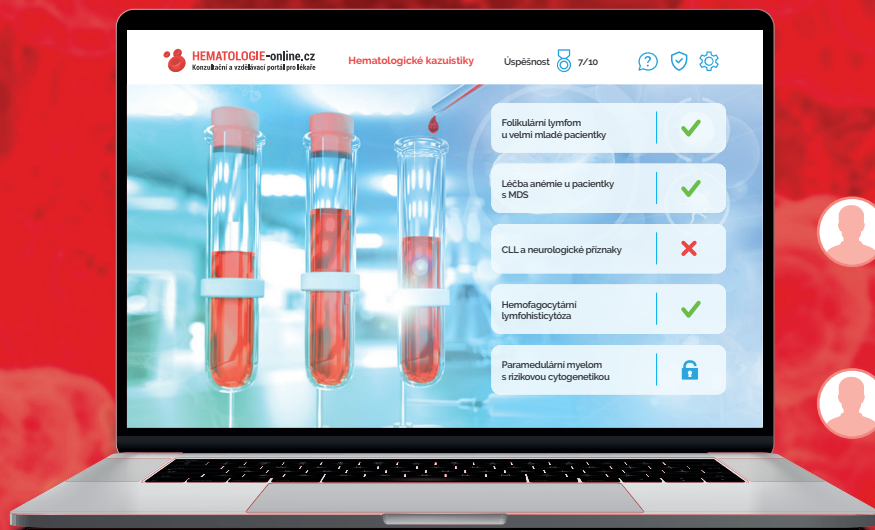 HEMATOLOGIE-online.cz
Konzultační a vzdělávací portál pro lékaře
Hematologické kazuistiky
Úspěšnost 7/10
?
Folikulární lymfom
u velmi mladé pacientky
Léčba anémie u pacientky
s MDS
CLL a neurologické příznaky
Hemofagocytární
lymfohisticytóza
Paramedulární myelom
s rizikovou cytogenetikou